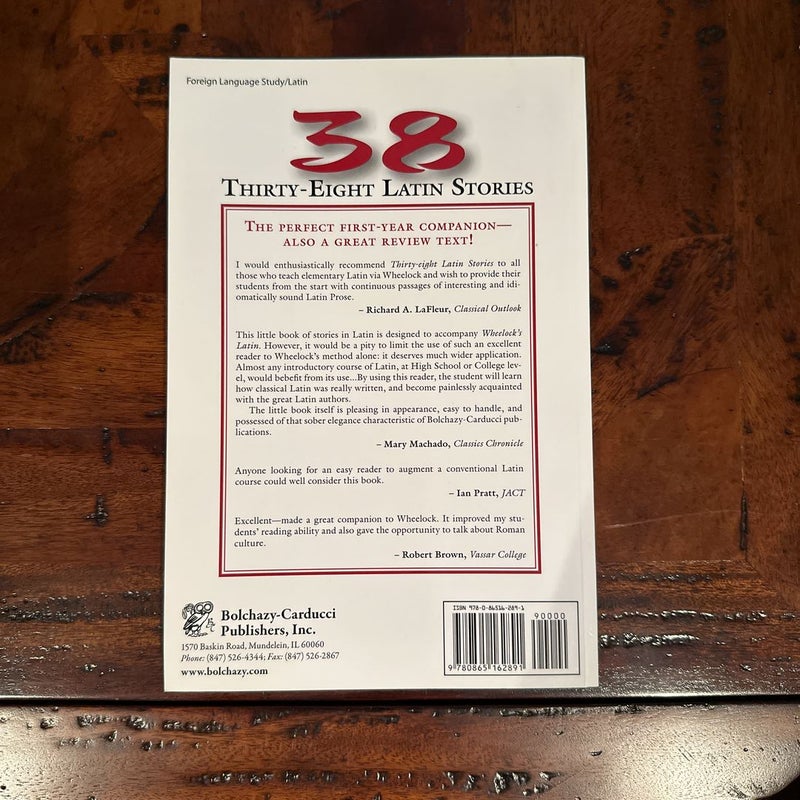 Foreign Language Study/Latin
38
THIRTY-EIGHT LATIN STORIES
THE PERFECT FIRST-YEAR COMPANION—
ALSO A GREAT REVIEW TEXT!
I would enthusiastically recommend Thirty-eight Latin Stories to all
those who teach elementary Latin via Wheelock and wish to provide their
students from the start with continuous passages of interesting and idi-
omatically sound Latin Prose.
– Richard A. LaFleur, Classical Outlook
This little book of stories in Latin is designed to accompany Wheelock's
Latin. However, it would be a pity to limit the use of such an excellent
reader to Wheelock's method alone: it deserves much wider application.
Almost any introductory course of Latin, at High School or College lev-
el, would bebefit from its use...By using this reader, the student will learn
how classical Latin was really written, and become painlessly acquainted
with the great Latin authors.
The little book itself is pleasing in appearance, easy to handle, and
possessed of that sober elegance characteristic of Bolchazy-Carducci pub-
lications.
– Mary Machado, Classics Chronicle
Anyone looking for an easy reader to augment a conventional Latin
course could well consider this book.
– Ian Pratt, JACT
Excellent—made a great companion to Wheelock. It improved my stu-
dents' reading ability and also gave the opportunity to talk about Roman
culture.
– Robert Brown, Vassar College
Bolchazy-Carducci
Publishers, Inc.
1570 Baskin Road, Mundelein, IL 60060
Phone: (847) 526-4344; Fax: (847) 526-2867
www.bolchazy.com
ISBN 978-0-86516-289-1
90000
9 780865 162891